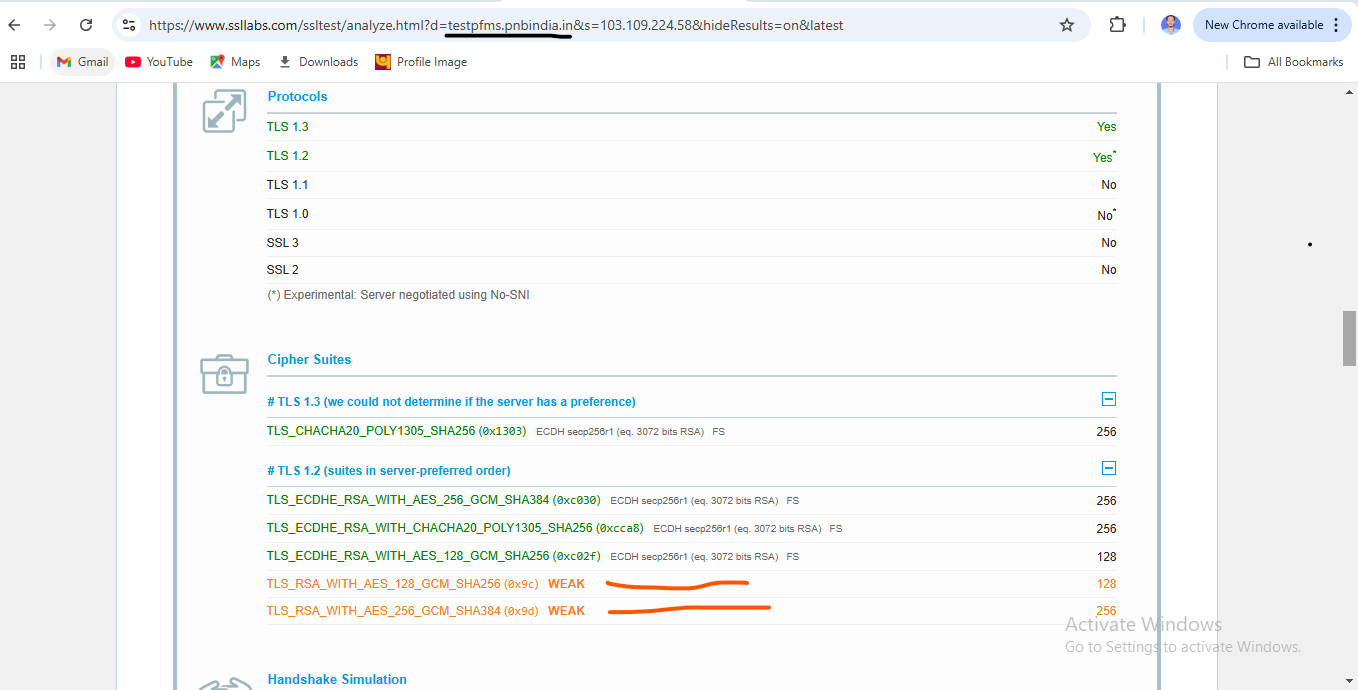 https://www.ssllabs.com/ssltest/analyze.html?d=testpfms.pnbindia.in&s=103.109.224.58&hideResults=on&latest
New Chrome available
Gmail YouTube Maps Downloads Profile Image All Bookmarks
Protocols
TLS 1.3 Yes
TLS 1.2 Yes*
TLS 1.1 No
TLS 1.0 No*
SSL 3 No
SSL 2 No
(*) Experimental: Server negotiated using No-SNI
Cipher Suites
# TLS 1.3 (we could not determine if the server has a preference)
TLS_CHACHA20_POLY1305_SHA256 (0x1303) ECDH secp256r1 (eq. 3072 bits RSA) FS 256
# TLS 1.2 (suites in server-preferred order)
TLS_ECDHE_RSA_WITH_AES_256_GCM_SHA384 (0xc030) ECDH secp256r1 (eq. 3072 bits RSA) FS 256
TLS_ECDHE_RSA_WITH_CHACHA20_POLY1305_SHA256 (0xcca8) ECDH secp256r1 (eq. 3072 bits RSA) FS 256
TLS_ECDHE_RSA_WITH_AES_128_GCM_SHA256 (0xc02f) ECDH secp256r1 (eq. 3072 bits RSA) FS 128
TLS_RSA_WITH_AES_128_GCM_SHA256 (0x9c) WEAK 128
TLS_RSA_WITH_AES_256_GCM_SHA384 (0x9d) WEAK 256
Activate Windows
Go to Settings to activate Windows.
Handshake Simulation